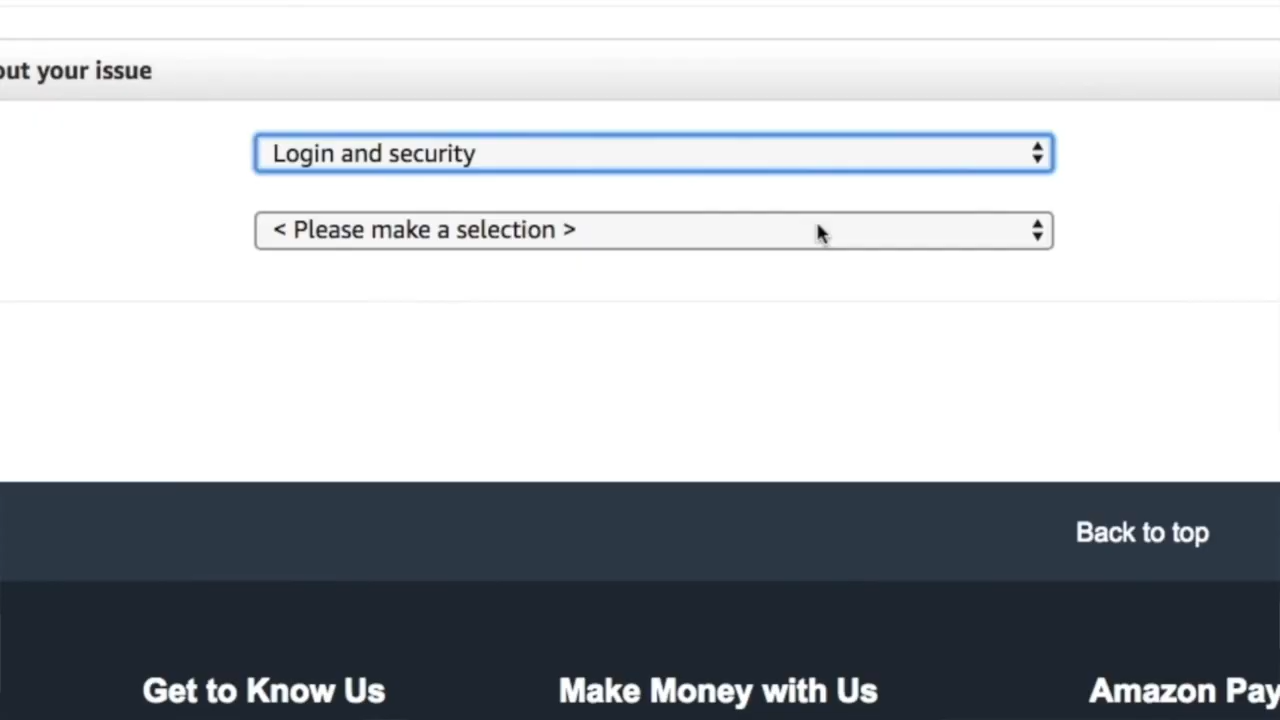 out your issue
Login and security
< Please make a selection >
Back to top
Get to Know Us
Make Money with Us
Amazon Pay